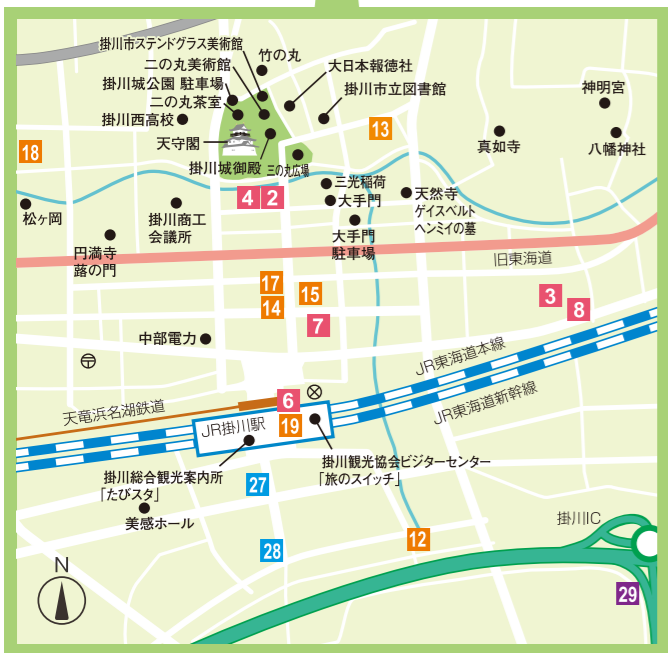 掛川市ステンドグラス美術館
竹の丸
二の丸美術館
大日本報徳社
掛川城公園 駐車場
掛川市立図書館
二の丸茶室
神明宮
掛川西高校
13
天守閣
真如寺
八幡神社
18
掛川城御殿
三の丸広場
三光稲荷
4
2
大手門
天然寺
ゲイスベルト
ヘンミイの墓
松ヶ岡
掛川商工
会議所
大手門
駐車場
円満寺
蕗の門
旧東海道
17
15
14
3
8
7
中部電力
JR東海道本線
6
天竜浜名湖鉄道
JR東海道新幹線
JR掛川駅
19
掛川総合観光案内所
「たびスタ」
掛川観光協会ビジターセンター
「旅のスイッチ」
27
美感ホール
掛川IC
28
12
N
29